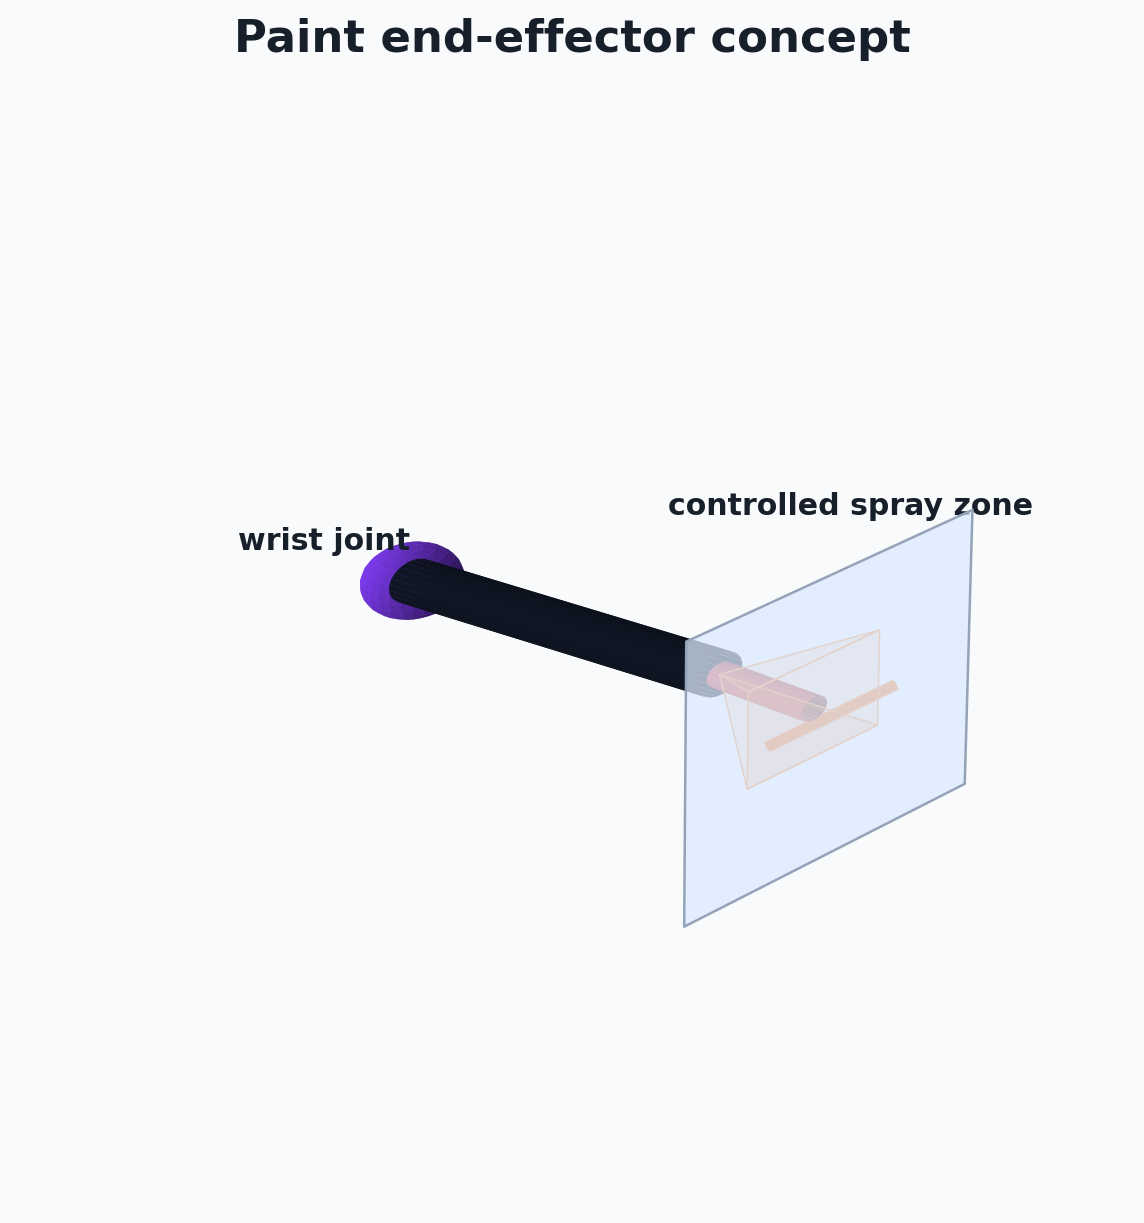 Paint end-effector concept
controlled spray zone
wrist joint